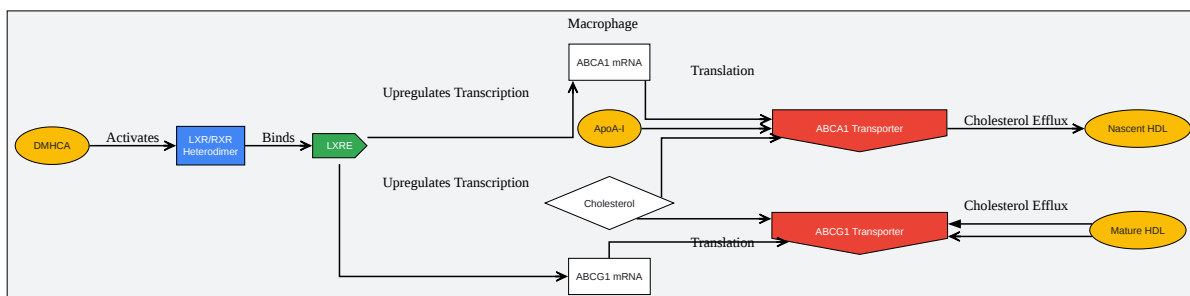 Macrophage
ABCA1 mRNA
Translation
Upregulates Transcription
DMHCA
Activates
LXR/RXR
Heterodimer
Binds
LXRE
ApoA-I
ABCA1 Transporter
Cholesterol Efflux
Nascent HDL
Upregulates Transcription
Cholesterol
Cholesterol Efflux
ABCG1 Transporter
Mature HDL
Translation
ABCG1 mRNA